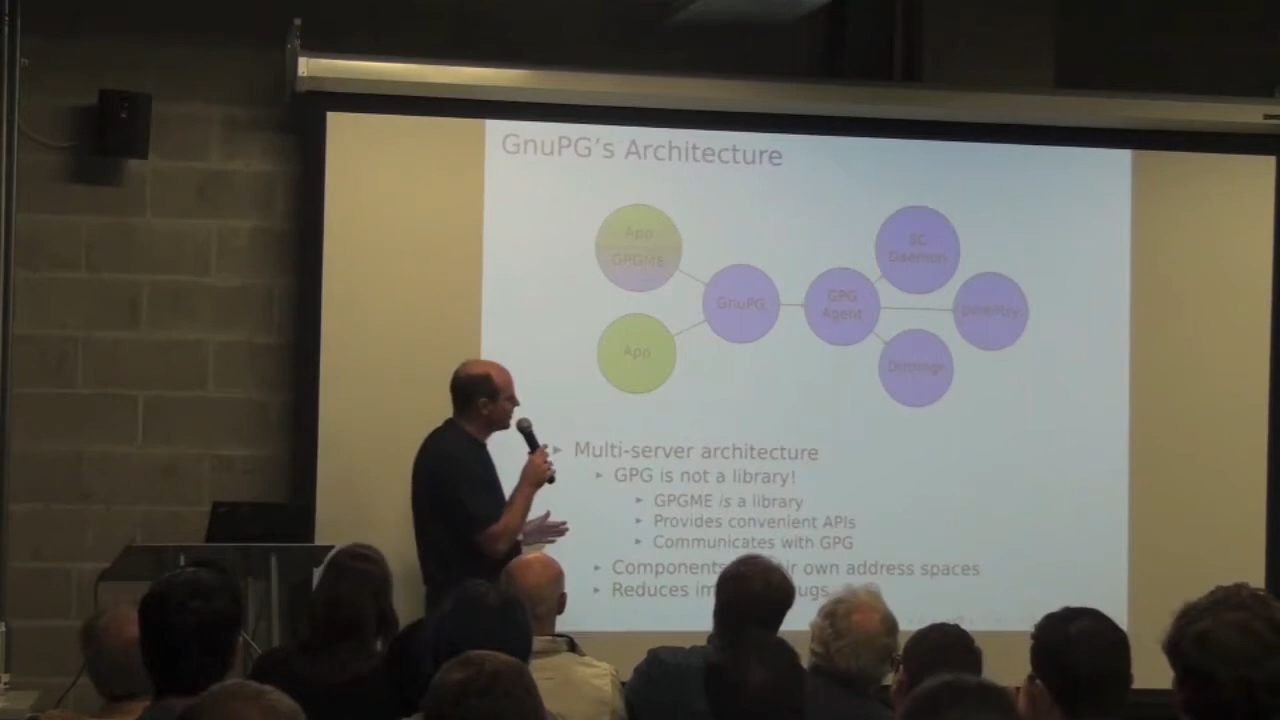 GnuPG's Architecture
App
GPGME
App
GnuPG
GPG
Agent
SC
Daemon
pinentry
Dirmngr
Multi-server architecture
GPG is not a library!
GPGME is a library
Provides convenient APIs
Communicates with GPG
Components own address spaces
Reduces